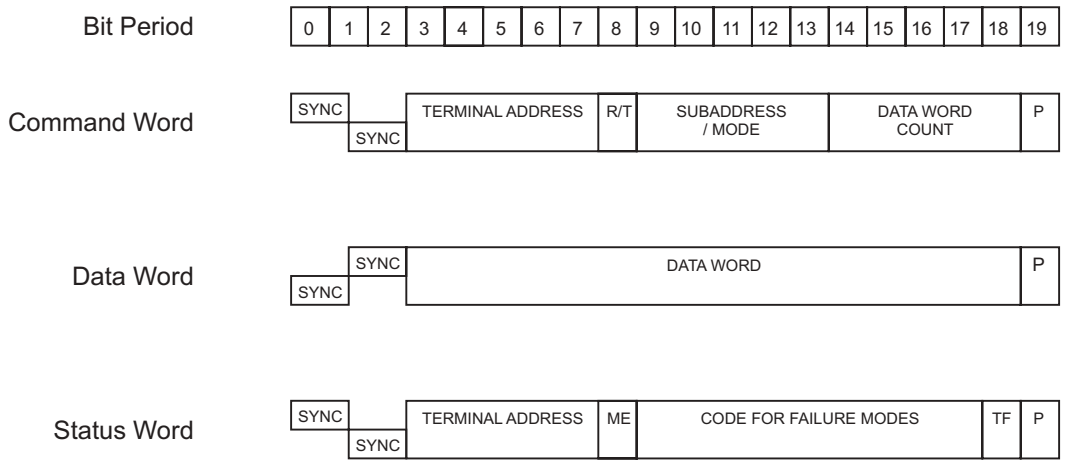 Bit Period 0 1 2 3 4 5 6 7 8 9 10 11 12 13 14 15 16 17 18 19
Command Word SYNC TERMINAL ADDRESS R/T SUBADDRESS DATA WORD P
/ MODE COUNT
SYNC
Data Word SYNC DATA WORD P
SYNC
Status Word SYNC TERMINAL ADDRESS ME CODE FOR FAILURE MODES TF P
SYNC